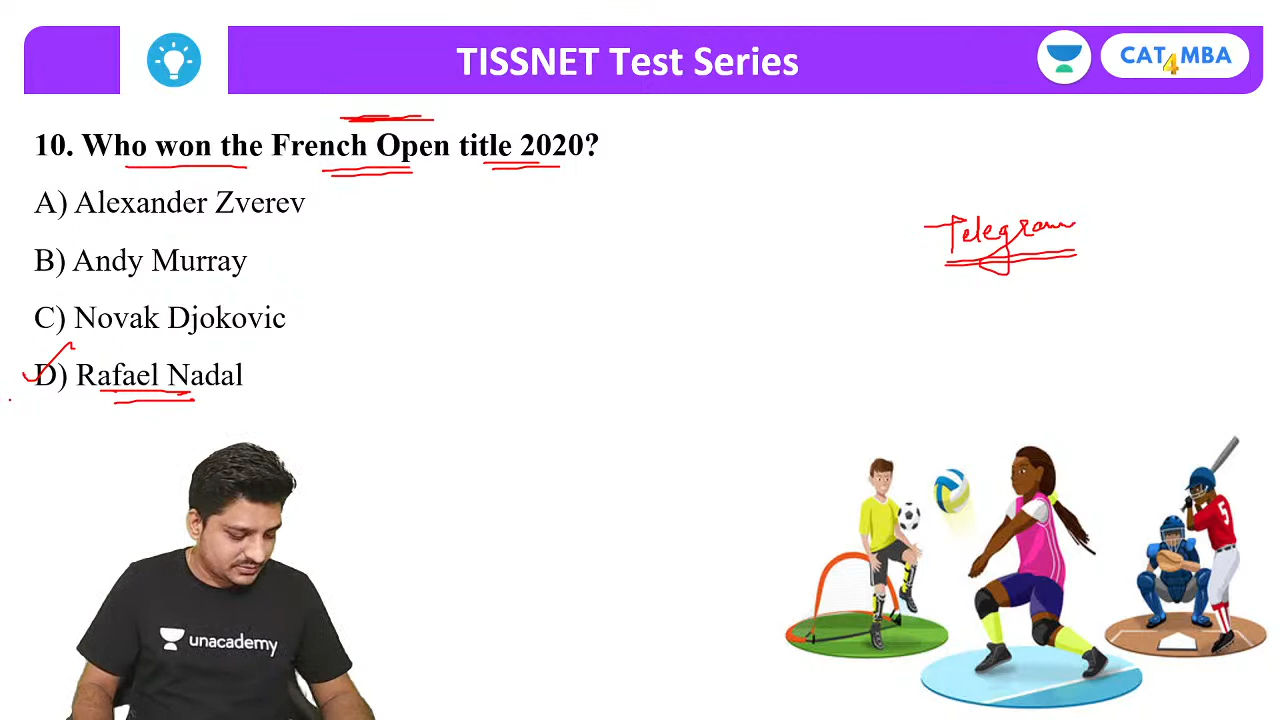 TISSNET Test Series
CAT4MBA
10. Who won the French Open title 2020?
A) Alexander Zverev
Telegram
B) Andy Murray
C) Novak Djokovic
D) Rafael Nadal
unacademy
5